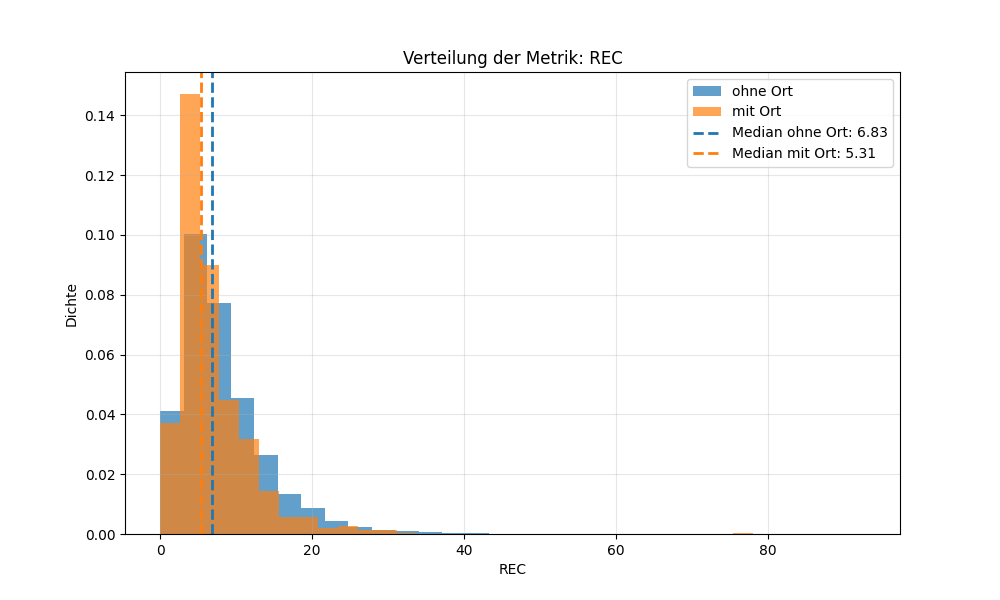 Verteilung der Metrik: REC
ohne Ort
mit Ort
Median ohne Ort: 6.83
Median mit Ort: 5.31
0.14
0.12
0.10
0.08
0.06
0.04
0.02
0.00
Dichte
0 20 40 60 80
REC